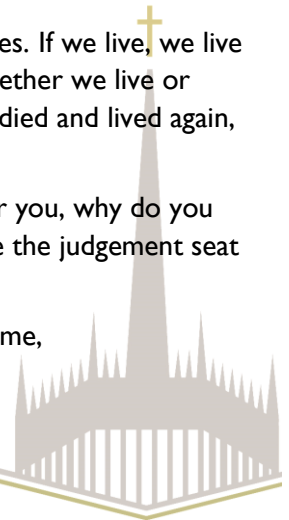 es. If we live, we live
ether we live or
died and lived again,
r you, why do you
e the judgement seat
me,